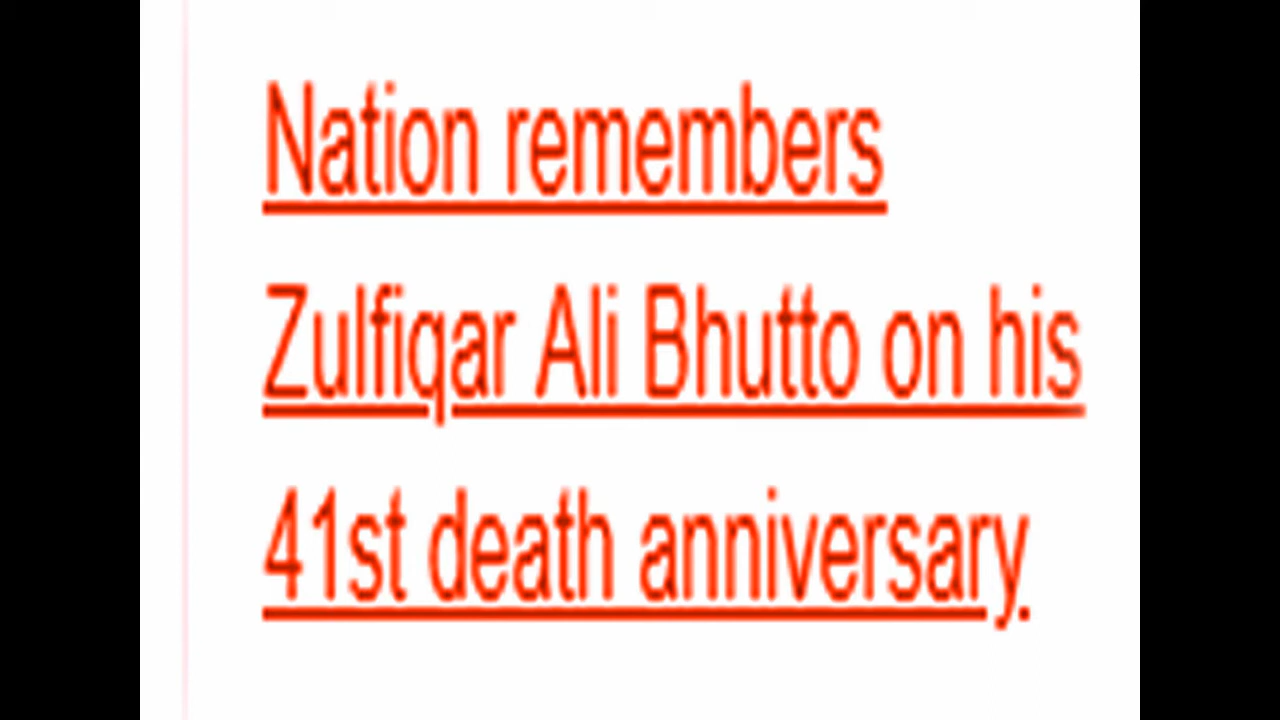 Nation remembers
Zulfiqar Ali Bhutto on his
41st death anniversary.